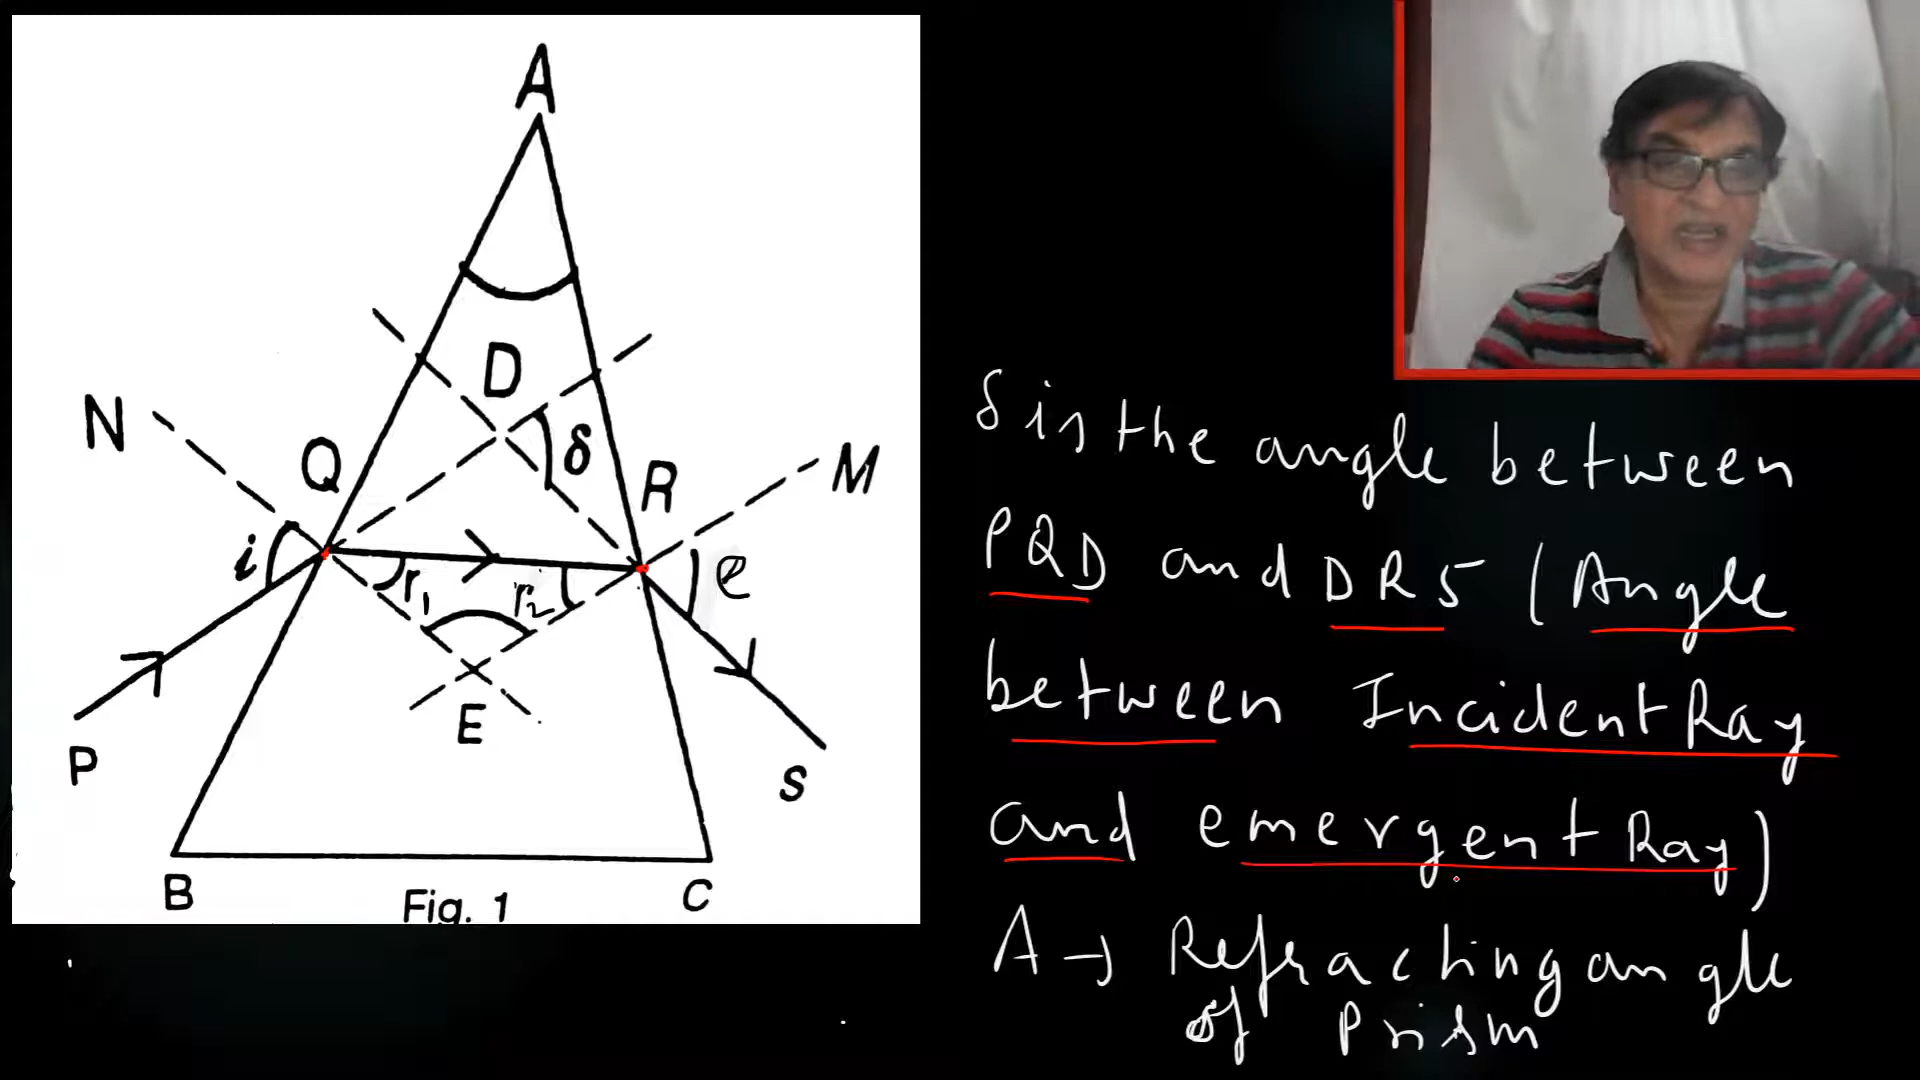 A
D
N
Q
δ
R
M
i
r₁
r₂
e
E
P
S
B
C
Fig. 1
δ is the angle between
PQD and DRS (Angle
between Incident Ray
and emergent Ray)
A → Refracting angle
of Prism